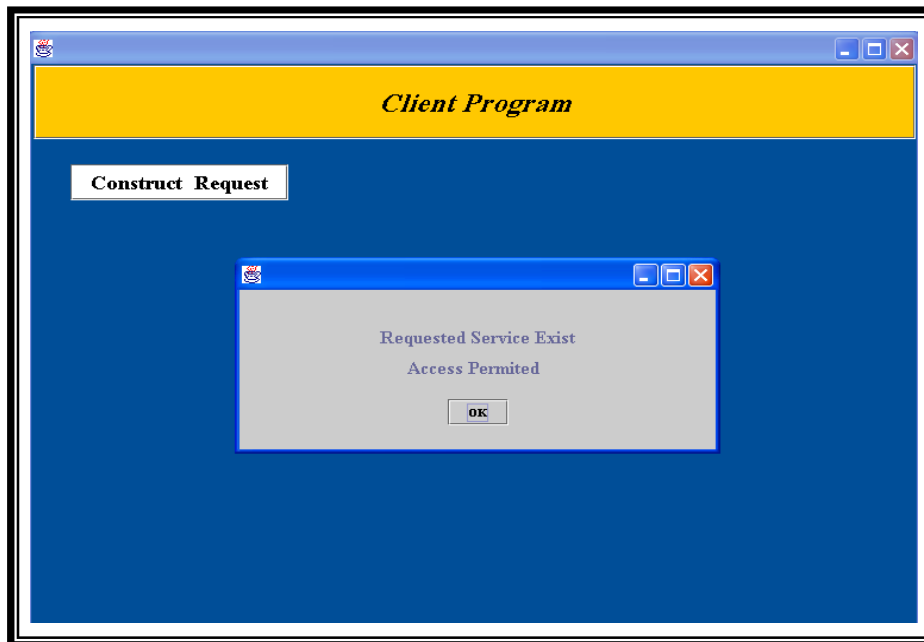 Client Program
Construct Request
Requested Service Exist
Access Permited
OK